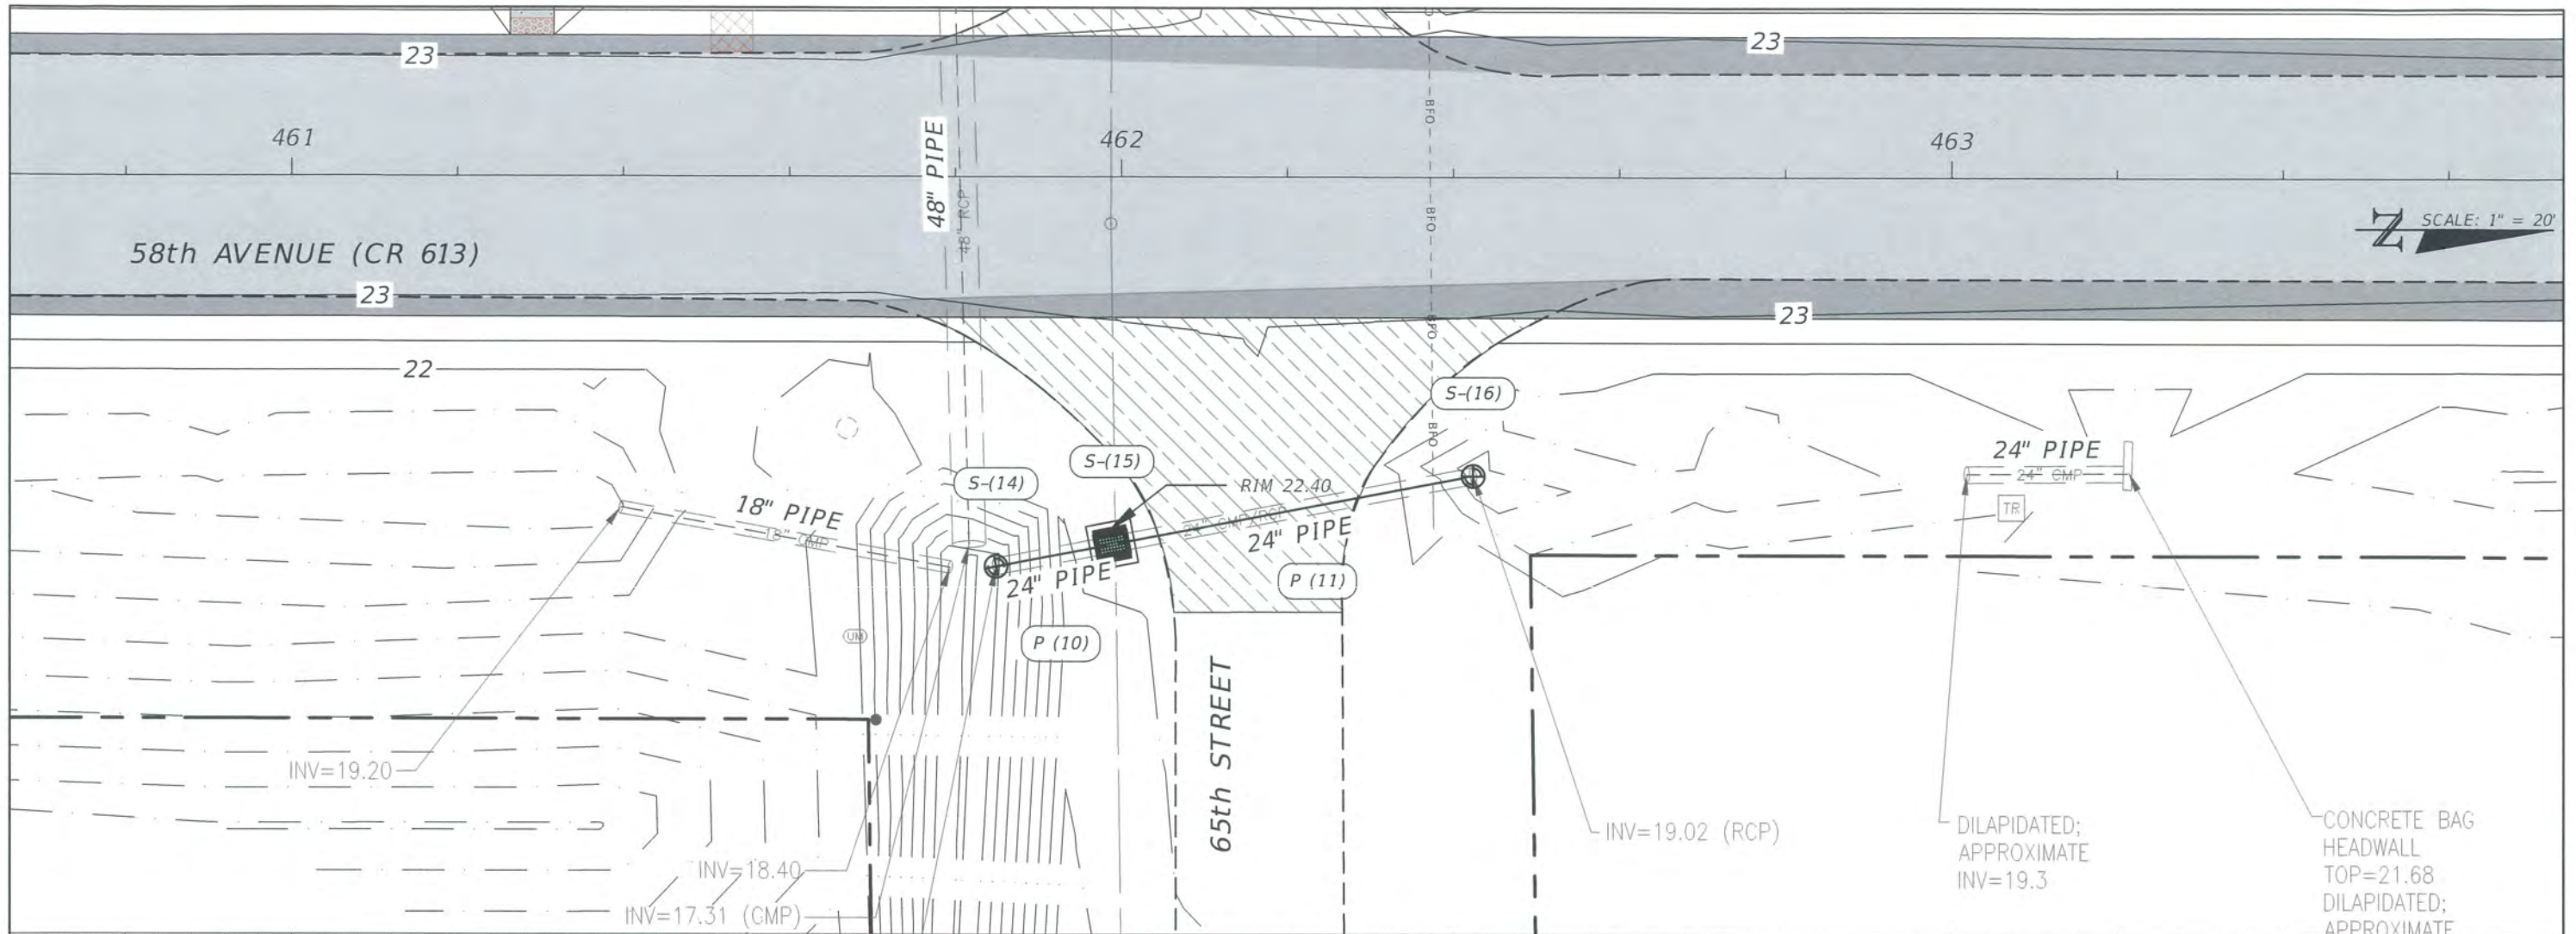 23
23
461
462
463
48" PIPE
48" RCP
BFO
BFO
BFO
BFO
58th AVENUE (CR 613)
Z
SCALE: 1" = 20'
23
23
22
S-(16)
S-(15)
S-(14)
RIM 22.40
18" PIPE
18" CMP
24" CMP/RCP
24" PIPE
24" PIPE
24" PIPE
24" CMP
TR
P (11)
P (10)
UM
65th STREET
INV=19.20
INV=18.40
INV=17.31 (CMP)
INV=19.02 (RCP)
DILAPIDATED;
APPROXIMATE
INV=19.3
CONCRETE BAG
HEADWALL
TOP=21.68
DILAPIDATED;
APPROXIMATE